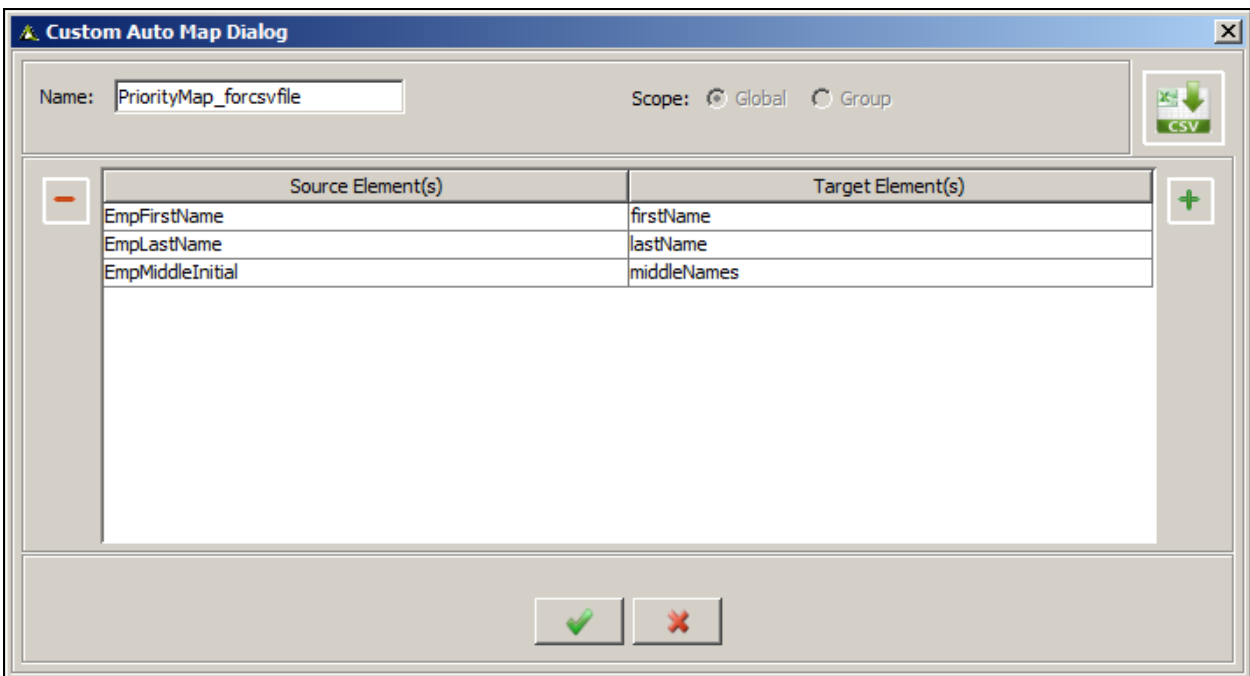 Custom Auto Map Dialog
Name: PriorityMap_forcsvfile Scope: Global Group
CSV
Source Element(s) Target Element(s)
EmpFirstName firstName
EmpLastName lastName
EmpMiddleInitial middleNames